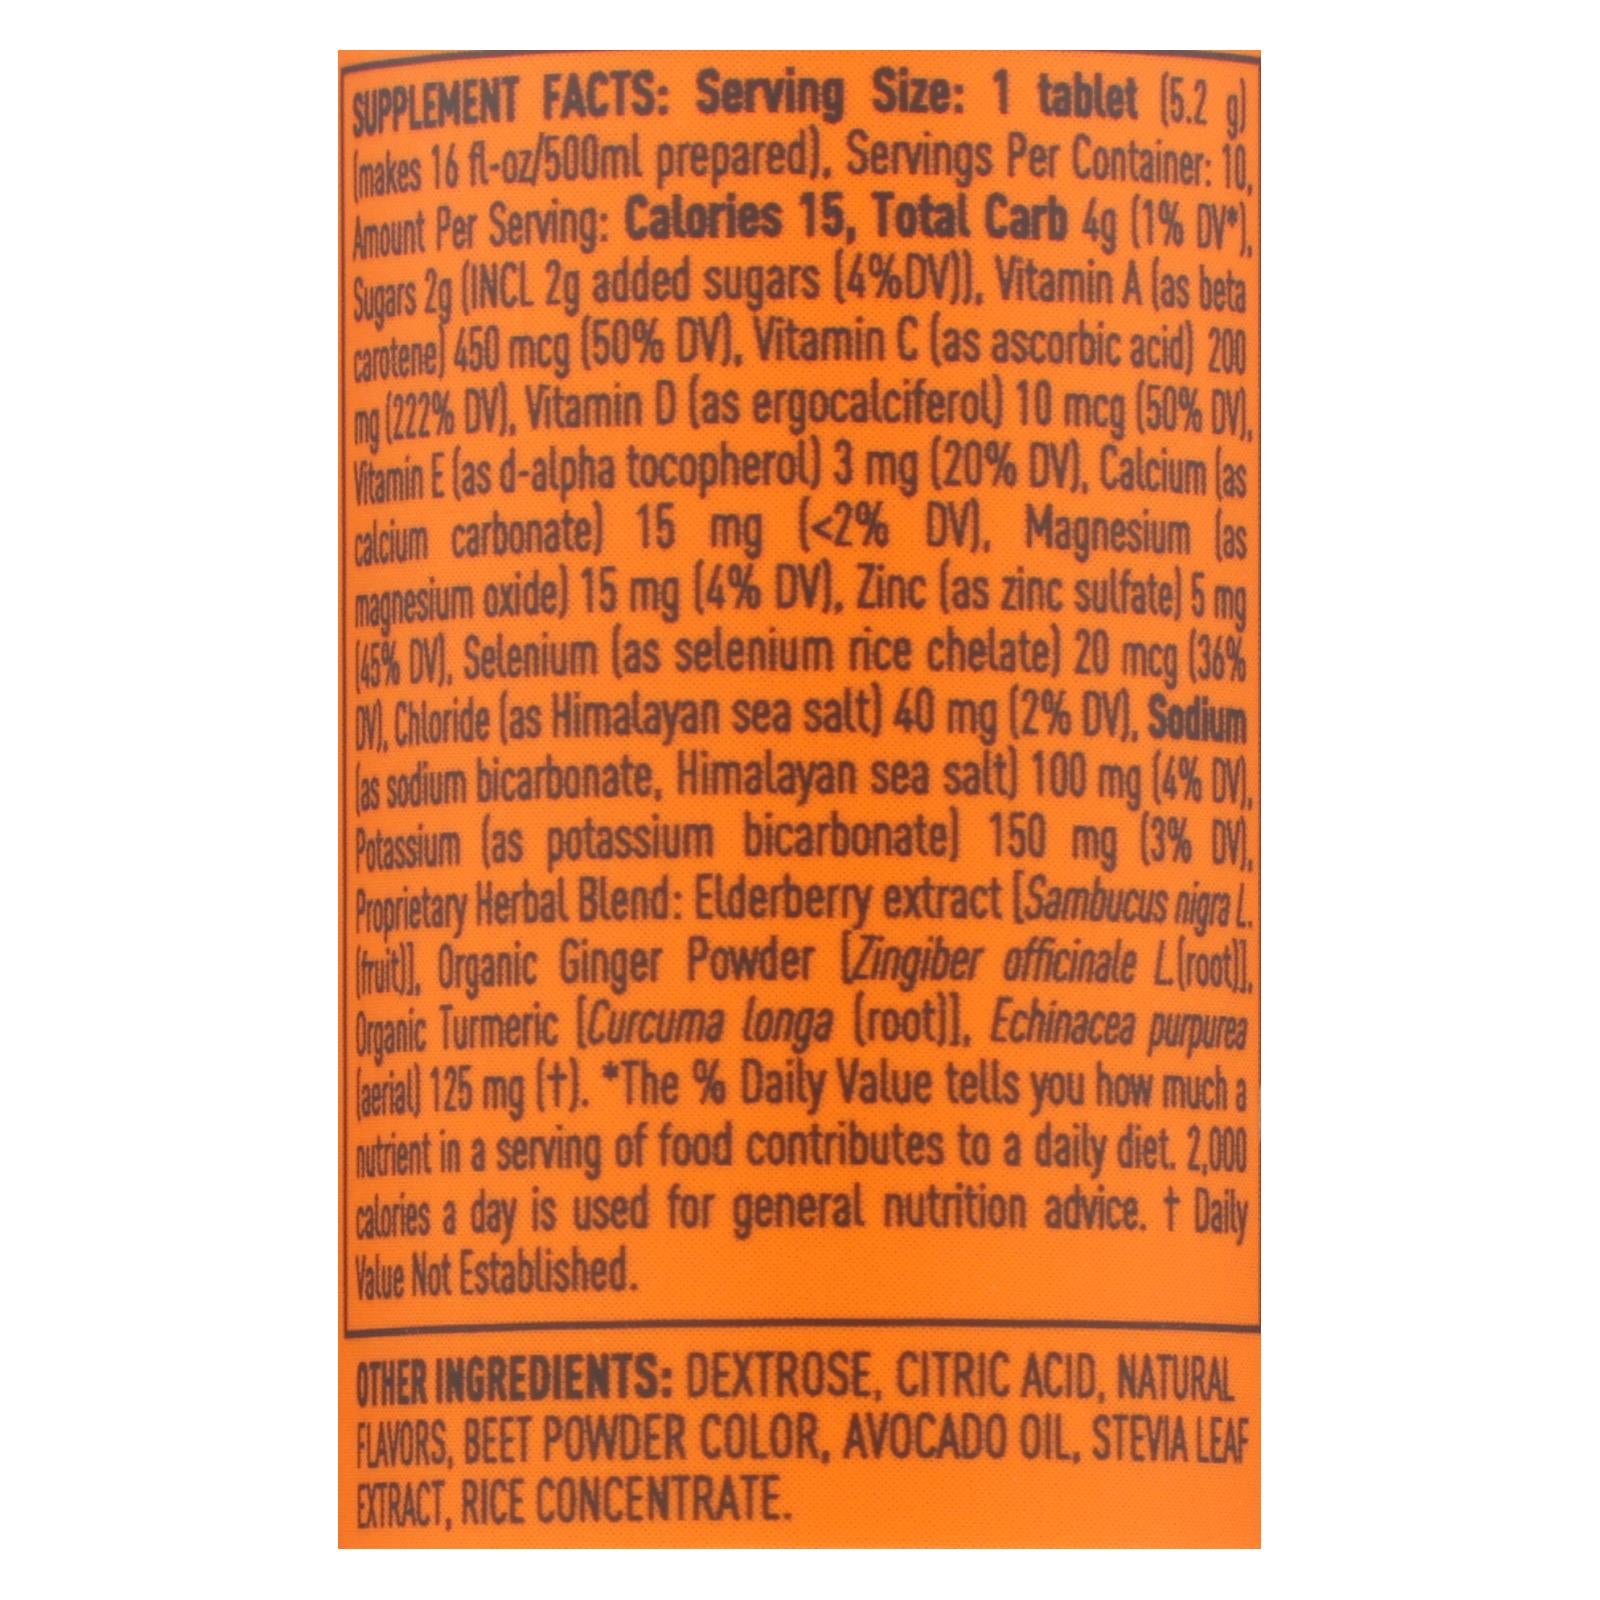 SUPPLEMENT FACTS: Serving Size: 1 tablet (5.2 g)
(makes 16 fl-oz/500ml prepared), Servings Per Container: 10,
Amount Per Serving: Calories 15, Total Carb 4g (1% DV*),
Sugars 2g (INCL 2g added sugars (4%DV)), Vitamin A (as beta
carotene) 450 mcg (50% DV), Vitamin C (as ascorbic acid) 200
mg (222% DV), Vitamin D (as ergocalciferol) 10 mcg (50% DV),
Vitamin E (as d-alpha tocopherol) 3 mg (20% DV), Calcium (as
calcium carbonate) 15 mg (<2% DV), Magnesium (as
magnesium oxide) 15 mg (4% DV), Zinc (as zinc sulfate) 5 mg
(45% DV), Selenium (as selenium rice chelate) 20 mcg (36%
DV), Chloride (as Himalayan sea salt) 40 mg (2% DV), Sodium
(as sodium bicarbonate, Himalayan sea salt) 100 mg (4% DV),
Potassium (as potassium bicarbonate) 150 mg (3% DV),
Proprietary Herbal Blend: Elderberry extract [Sambucus nigra L.
(fruit)], Organic Ginger Powder [Zingiber officinale L.(root)],
Organic Turmeric [Curcuma longa (root)], Echinacea purpurea
(aerial) 125 mg (†). *The % Daily Value tells you how much a
nutrient in a serving of food contributes to a daily diet. 2,000
calories a day is used for general nutrition advice. † Daily
Value Not Established.
OTHER INGREDIENTS: DEXTROSE, CITRIC ACID, NATURAL
FLAVORS, BEET POWDER COLOR, AVOCADO OIL, STEVIA LEAF
EXTRACT, RICE CONCENTRATE.